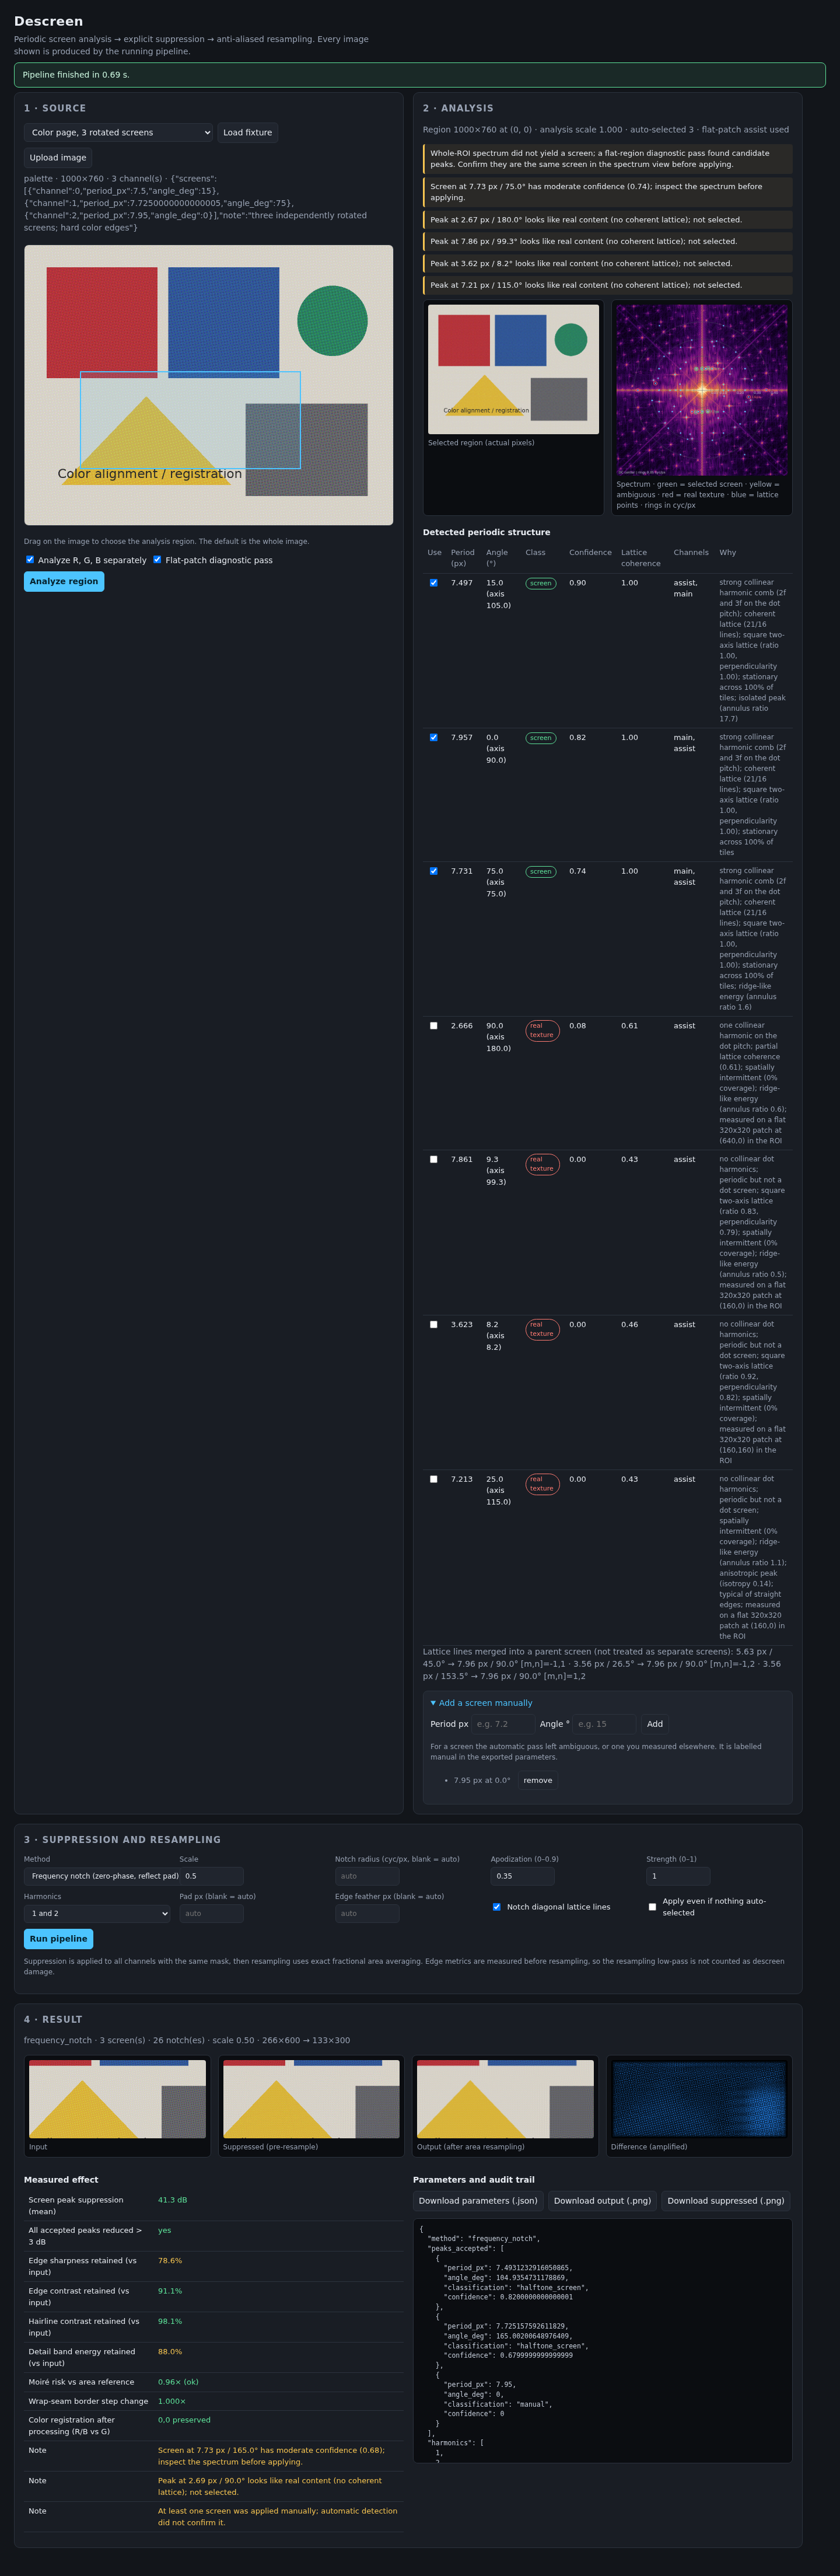 Descreen
Periodic screen analysis → explicit suppression → anti-aliased resampling. Every image
shown is produced by the running pipeline.
Pipeline finished in 0.69 s.
1 · SOURCE
Color page, 3 rotated screens
Load fixture
Upload image
palette · 1000×760 · 3 channel(s) · {"screens":
[{"channel":0,"period_px":7.5,"angle_deg":15},
{"channel":1,"period_px":7.7250000000000005,"angle_deg":75},
{"channel":2,"period_px":7.95,"angle_deg":0}],"note":"three independently rotated
screens; hard color edges"}
Color alignment / registration
Drag on the image to choose the analysis region. The default is the whole image.
Analyze R, G, B separately
Flat-patch diagnostic pass
Analyze region
2 · ANALYSIS
Region 1000×760 at (0, 0) · analysis scale 1.000 · auto-selected 3 · flat-patch assist used
Whole-ROI spectrum did not yield a screen; a flat-region diagnostic pass found candidate
peaks. Confirm they are the same screen in the spectrum view before applying.
Screen at 7.73 px / 75.0° has moderate confidence (0.74); inspect the spectrum before
applying.
Peak at 2.67 px / 180.0° looks like real content (no coherent lattice); not selected.
Peak at 7.86 px / 99.3° looks like real content (no coherent lattice); not selected.
Peak at 3.62 px / 8.2° looks like real content (no coherent lattice); not selected.
Peak at 7.21 px / 115.0° looks like real content (no coherent lattice); not selected.
Color alignment / registration
Selected region (actual pixels)
Spectrum · green = selected screen · yellow =
ambiguous · red = real texture · blue = lattice
points · rings in cyc/px
Detected periodic structure
Use
Period
(px)
Angle
(°)
Class
Confidence
Lattice
coherence
Channels
Why
7.497
15.0
(axis
105.0)
screen
0.90
1.00
assist,
main
strong collinear
harmonic comb (2f
and 3f on the dot
pitch); coherent
lattice (21/16
lines); square two-
axis lattice (ratio
1.00,
perpendicularity
1.00); stationary
across 100% of
tiles; isolated peak
(annulus ratio
17.7)
7.957
0.0
(axis
90.0)
screen
0.82
1.00
main,
assist
strong collinear
harmonic comb (2f
and 3f on the dot
pitch); coherent
lattice (21/16
lines); square two-
axis lattice (ratio
1.00,
perpendicularity
1.00); stationary
across 100% of
tiles
7.731
75.0
(axis
75.0)
screen
0.74
1.00
main,
assist
strong collinear
harmonic comb (2f
and 3f on the dot
pitch); coherent
lattice (21/16
lines); square two-
axis lattice (ratio
1.00,
perpendicularity
1.00); stationary
across 100% of
tiles; ridge-like
energy (annulus
ratio 1.6)
2.666
90.0
(axis
180.0)
real
texture
0.08
0.61
assist
one collinear
harmonic on the
dot pitch; partial
lattice coherence
(0.61); spatially
intermittent (0%
coverage); ridge-
like energy
(annulus ratio 0.6);
measured on a flat
320x320 patch at
(640,0) in the ROI
7.861
9.3
(axis
99.3)
real
texture
0.00
0.43
assist
no collinear dot
harmonics;
periodic but not a
dot screen; square
two-axis lattice
(ratio 0.83,
perpendicularity
0.79); spatially
intermittent (0%
coverage); ridge-
like energy
(annulus ratio 0.5);
measured on a flat
320x320 patch at
(160,0) in the ROI
3.623
8.2
(axis
8.2)
real
texture
0.00
0.46
assist
no collinear dot
harmonics;
periodic but not a
dot screen; square
two-axis lattice
(ratio 0.92,
perpendicularity
0.82); spatially
intermittent (0%
coverage);
measured on a flat
320x320 patch at
(160,160) in the
ROI
7.213
25.0
(axis
115.0)
real
texture
0.00
0.43
assist
no collinear dot
harmonics;
periodic but not a
dot screen;
spatially
intermittent (0%
coverage); ridge-
like energy
(annulus ratio 1.1);
anisotropic peak
(isotropy 0.14);
typical of straight
edges; measured
on a flat 320x320
patch at (160,0) in
the ROI
Lattice lines merged into a parent screen (not treated as separate screens): 5.63 px /
45.0° → 7.96 px / 90.0° [m,n]=-1,1 · 3.56 px / 26.5° → 7.96 px / 90.0° [m,n]=-1,2 · 3.56
px / 153.5° → 7.96 px / 90.0° [m,n]=1,2
▼ Add a screen manually
Period px
e.g. 7.2
Angle °
e.g. 15
Add
For a screen the automatic pass left ambiguous, or one you measured elsewhere. It is labelled
manual in the exported parameters.
• 7.95 px at 0.0°
remove
3 · SUPPRESSION AND RESAMPLING
Method
Scale
Notch radius (cyc/px, blank = auto)
Apodization (0–0.9)
Strength (0–1)
Frequency notch (zero-phase, reflect pad)
0.5
auto
0.35
1
Harmonics
Pad px (blank = auto)
Edge feather px (blank = auto)
1 and 2
auto
auto
Notch diagonal lattice lines
Apply even if nothing auto-
selected
Run pipeline
Suppression is applied to all channels with the same mask, then resampling uses exact fractional area averaging. Edge metrics are measured before resampling, so the resampling low-pass is not counted as descreen
damage.
4 · RESULT
frequency_notch · 3 screen(s) · 26 notch(es) · scale 0.50 · 266×600 → 133×300
Input
Suppressed (pre-resample)
Output (after area resampling)
Difference (amplified)
Measured effect
Screen peak suppression
(mean)
41.3 dB
All accepted peaks reduced >
3 dB
yes
Edge sharpness retained (vs
input)
78.6%
Edge contrast retained (vs
input)
91.1%
Hairline contrast retained (vs
input)
98.1%
Detail band energy retained
(vs input)
88.0%
Moiré risk vs area reference
0.96× (ok)
Wrap-seam border step change
1.000×
Color registration after
processing (R/B vs G)
0,0 preserved
Note
Screen at 7.73 px / 165.0° has moderate confidence (0.68);
inspect the spectrum before applying.
Note
Peak at 2.69 px / 90.0° looks like real content (no coherent
lattice); not selected.
Note
At least one screen was applied manually; automatic detection
did not confirm it.
Parameters and audit trail
Download parameters (.json)
Download output (.png)
Download suppressed (.png)
{
"method": "frequency_notch",
"peaks_accepted": [
{
"period_px": 7.4931232916050865,
"angle_deg": 104.9354731178869,
"classification": "halftone_screen",
"confidence": 0.8200000000000001
},
{
"period_px": 7.725157592611829,
"angle_deg": 165.00200648976409,
"classification": "halftone_screen",
"confidence": 0.6799999999999999
},
{
"period_px": 7.95,
"angle_deg": 0,
"classification": "manual",
"confidence": 0
}
],
"harmonics": [
1,